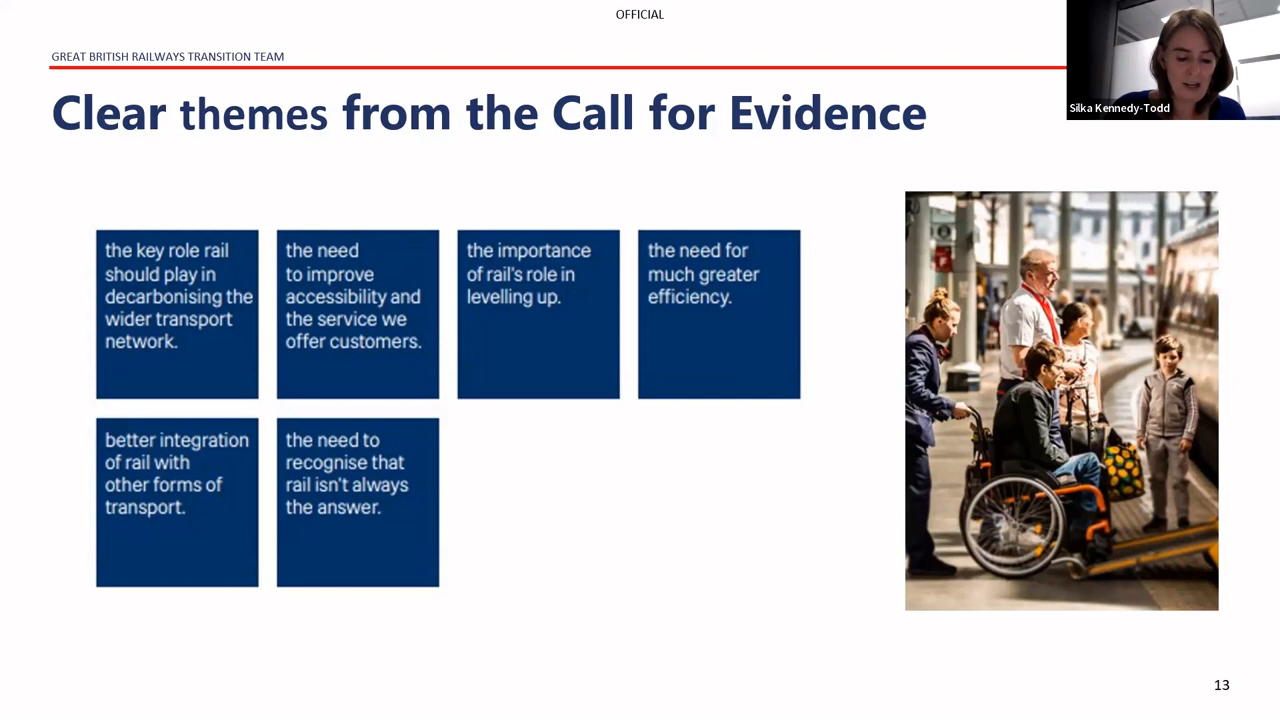 OFFICIAL
GREAT BRITISH RAILWAYS TRANSITION TEAM
Silka Kennedy-Todd
Clear themes from the Call for Evidence
the key role rail
should play in
decarbonising the
wider transport
network.
the need
to improve
accessibility and
the service we
offer customers.
the importance
of rail's role in
levelling up.
the need for
much greater
efficiency.
better integration
of rail with
other forms of
transport.
the need to
recognise that
rail isn't always
the answer.
13